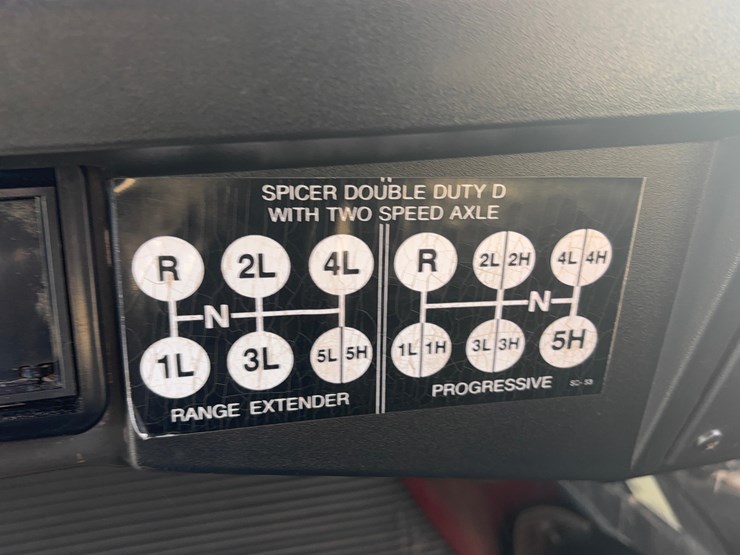 SPICER DOUBLE DUTY D
WITH TWO SPEED AXLE
R 2L 4L
N
1L 3L 5L 5H
RANGE EXTENDER
R 2L 2H 4L 4H
N
1L 1H 3L 3H 5H
PROGRESSIVE